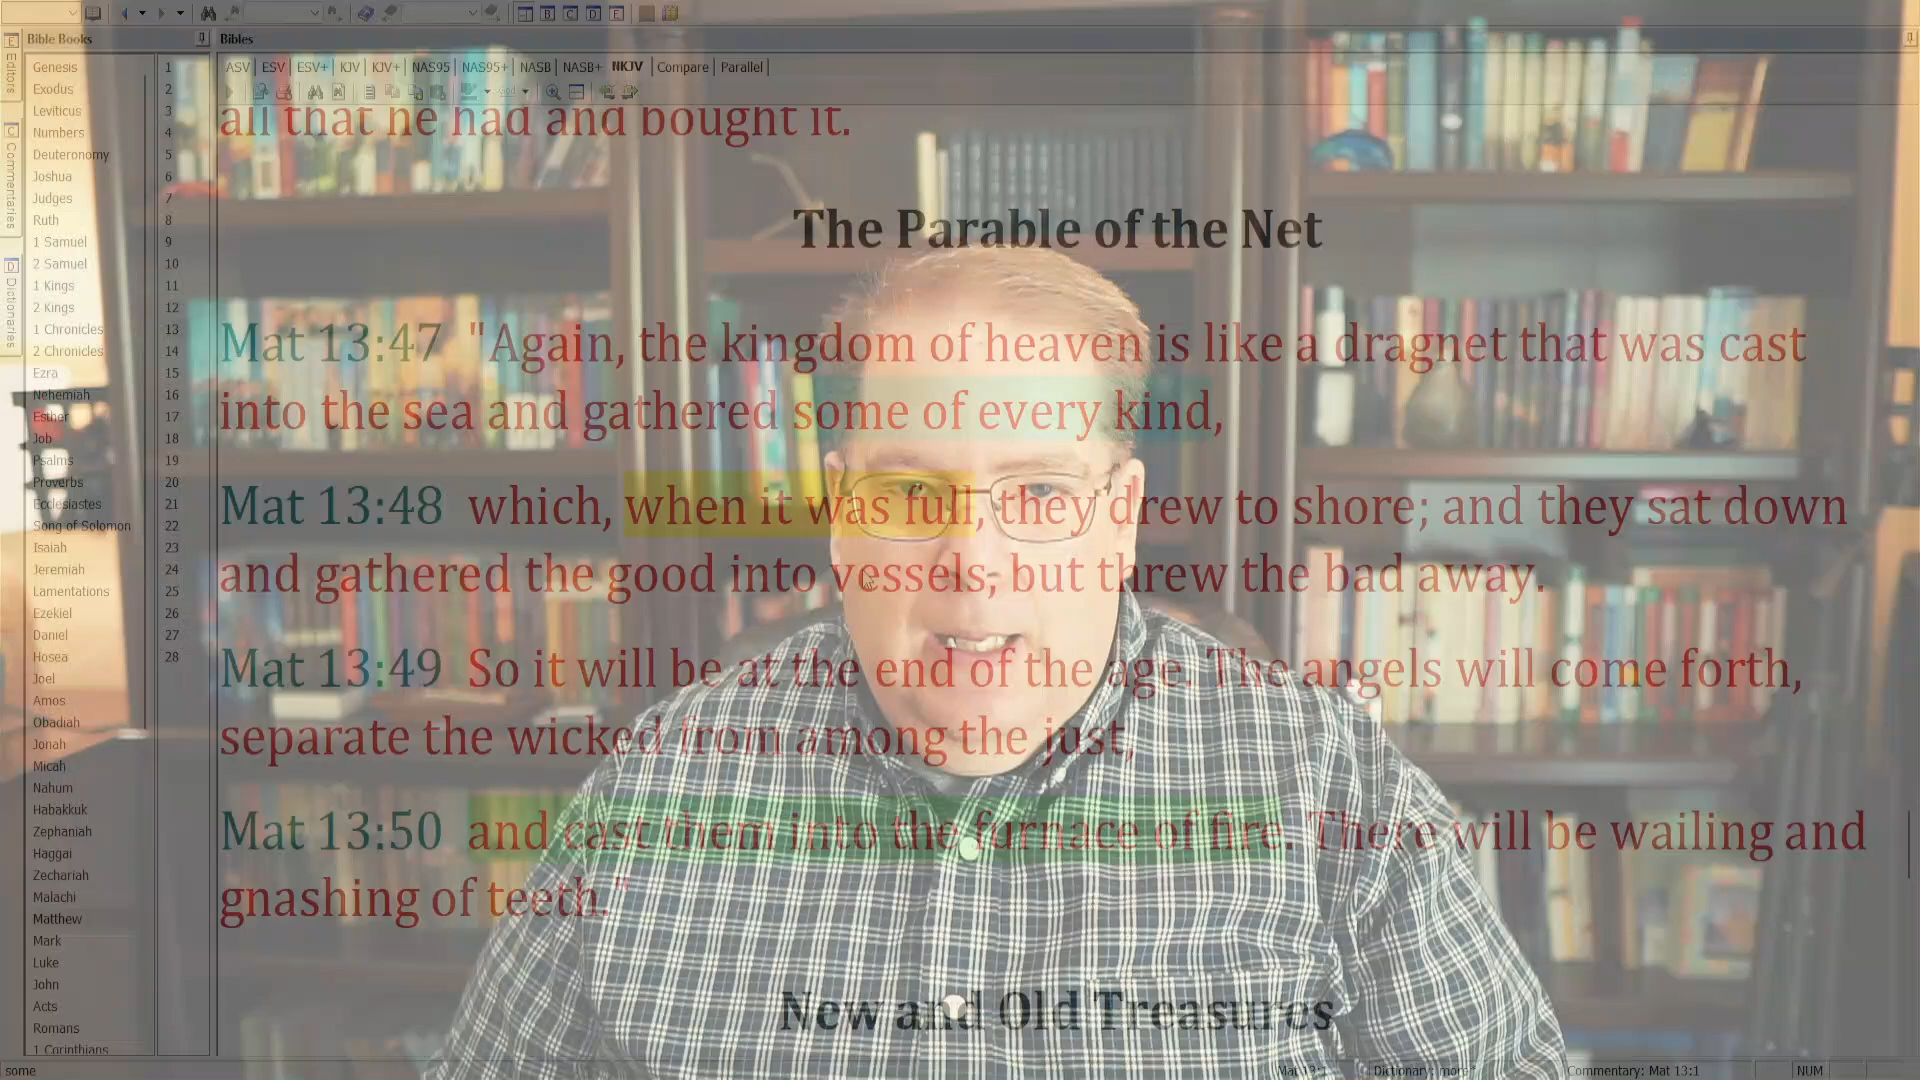 Bible Books
Bibles
Editors
Commentaries
Dictionaries
B C D E
ASV ESV ESV+ KJV KJV+ NAS95 NAS95+ NASB NASB+ NKJV Compare Parallel
Genesis
Exodus
Leviticus
Numbers
Deuteronomy
Joshua
Judges
Ruth
1 Samuel
2 Samuel
1 Kings
2 Kings
1 Chronicles
2 Chronicles
Ezra
Nehemiah
Esther
Job
Psalms
Proverbs
Ecclesiastes
Song of Solomon
Isaiah
Jeremiah
Lamentations
Ezekiel
Daniel
Hosea
Joel
Amos
Obadiah
Jonah
Micah
Nahum
Habakkuk
Zephaniah
Haggai
Zechariah
Malachi
Matthew
Mark
Luke
John
Acts
Romans
1 Corinthians
1
2
3
4
5
6
7
8
9
10
11
12
13
14
15
16
17
18
19
20
21
22
23
24
25
26
27
28
all that he had and bought it.
The Parable of the Net
Mat 13:47 "Again, the kingdom of heaven is like a dragnet that was cast
into the sea and gathered some of every kind,
Mat 13:48 which, when it was full, they drew to shore; and they sat down
and gathered the good into vessels, but threw the bad away.
Mat 13:49 So it will be at the end of the age. The angels will come forth,
separate the wicked from among the just,
Mat 13:50 and cast them into the furnace of fire. There will be wailing and
gnashing of teeth."
New and Old Treasures
some
Mat 13:1
Dictionary: more*
Commentary: Mat 13:1
NUM